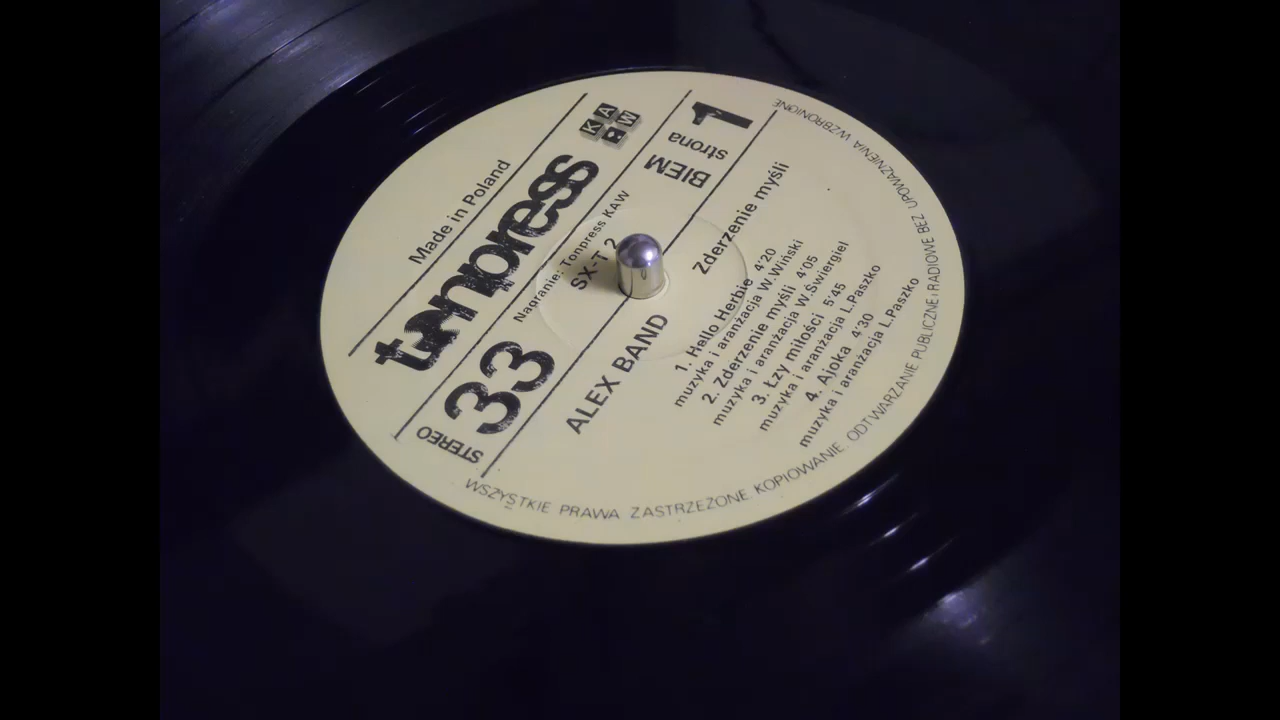 Made in Poland
tonpress
KAW
Nagranie: Tonpress KAW
SX-T 2
STEREO
33
BIEM
strona
1
ALEX BAND
Zderzenie myśli
1. Hello Herbie 4'20
muzyka i aranżacja W.Wiński
2. Zderzenie myśli 4'05
muzyka i aranżacja W.Świergiel
3. Łzy miłości 5'45
muzyka i aranżacja L.Paszko
4. Ajoka 4'30
muzyka i aranżacja L.Paszko
WSZYSTKIE PRAWA ZASTRZEŻONE. KOPIOWANIE, ODTWARZANIE PUBLICZNE i RADIOWE BEZ UPOWAŻNIENIA WZBRONIONE